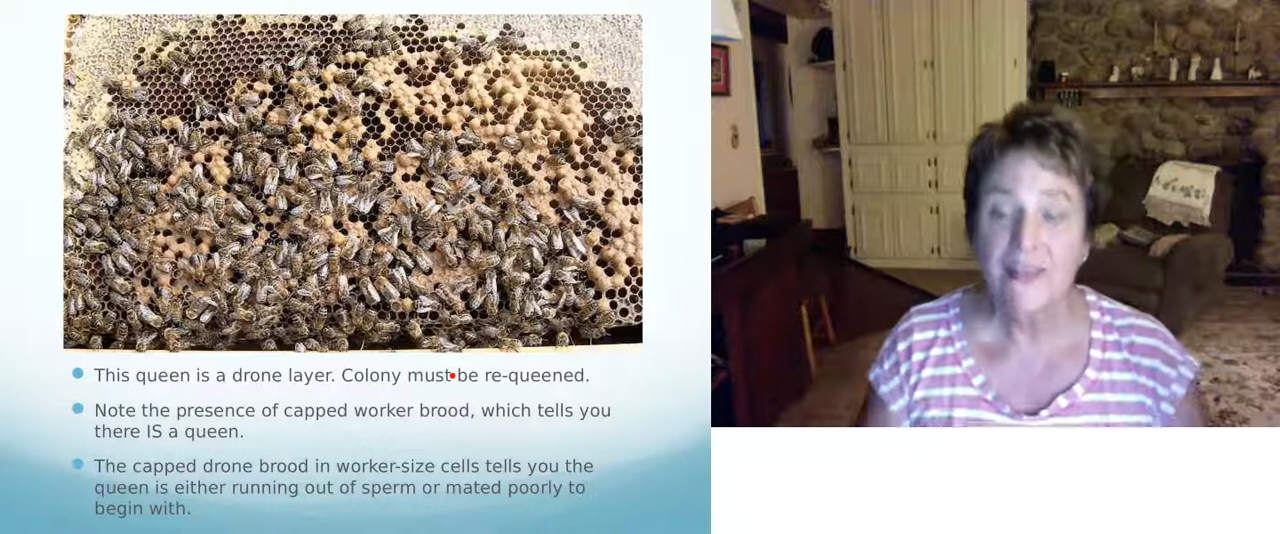 This queen is a drone layer. Colony must be re-queened.
Note the presence of capped worker brood, which tells you
there IS a queen.
The capped drone brood in worker-size cells tells you the
queen is either running out of sperm or mated poorly to
begin with.